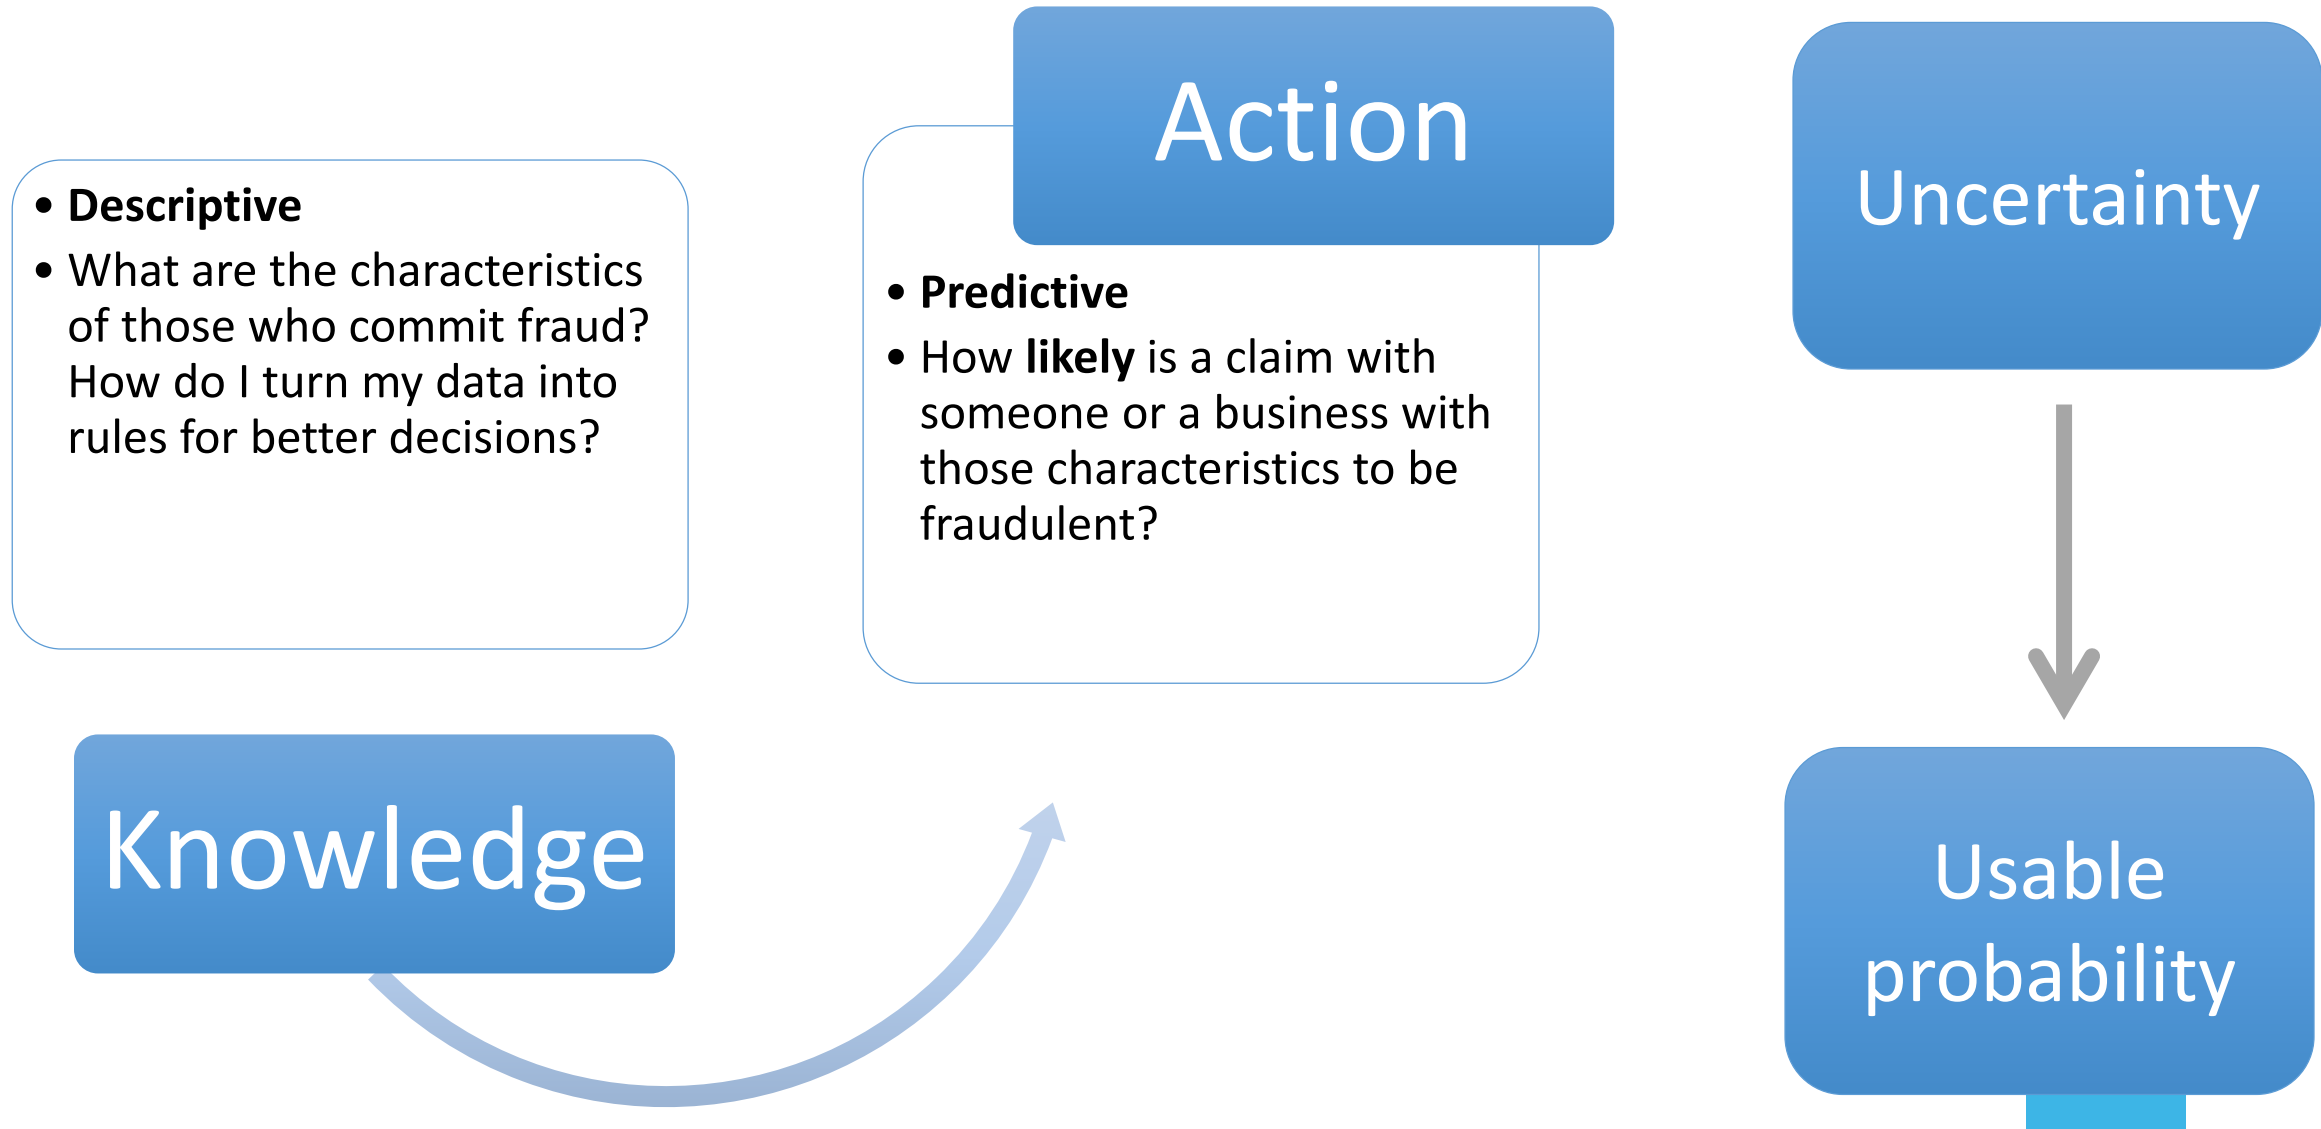 • Descriptive
• What are the characteristics
of those who commit fraud?
How do I turn my data into
rules for better decisions?
Knowledge
Action
• Predictive
• How likely is a claim with
someone or a business with
those characteristics to be
fraudulent?
Uncertainty
Usable
probability